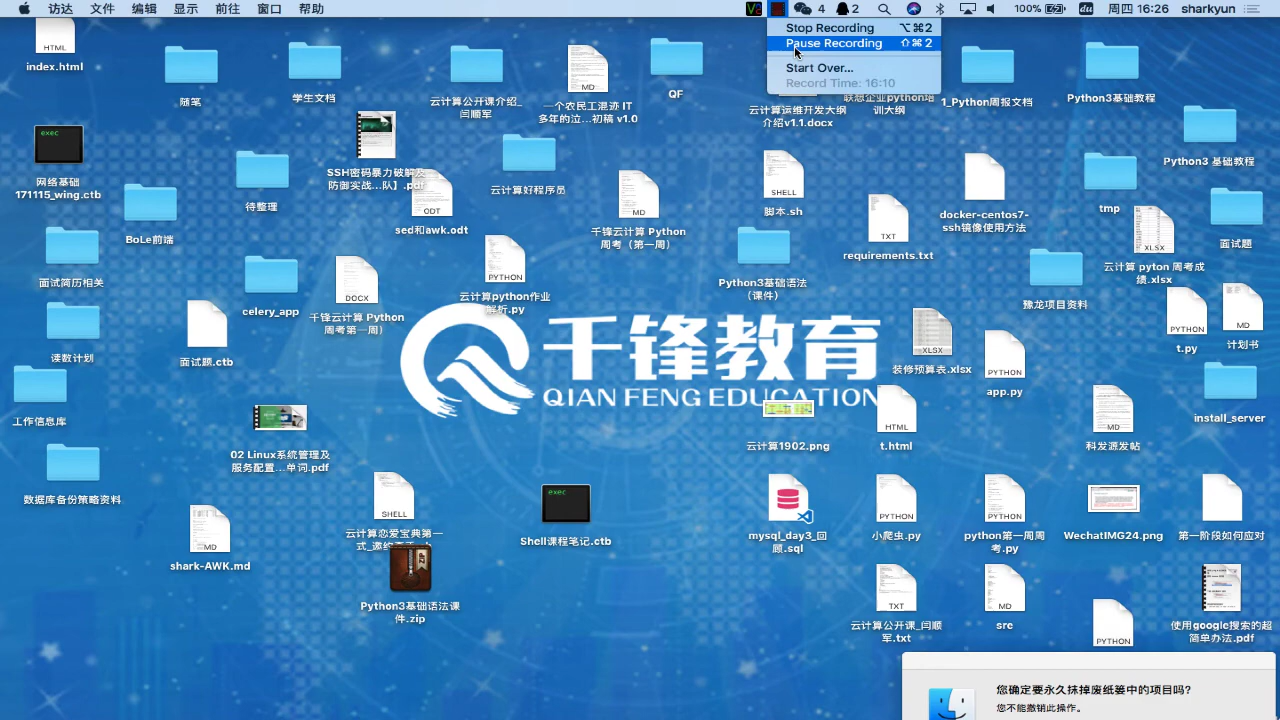 访达 文件 编辑 显示 前往 窗口 帮助
4 2 100% 周四 16:26 sharkyun
Stop Recording ⌥⌘2
Pause Recording ⇧⌘2
Start Over...
Record Time: 16:10
HTML
index.html
随笔
学生文档
云计算公开课介绍_
闫顺军
MD
一个农民工混迹 IT
多年的泣...初稿 v1.0
QF
云计算运维开发大纲
介绍v1.1.docx
联想企业python培
训大纲
1_Python周报文档
Python3基础教程
exec
网络基础
171115_wing.ctb
BoLe前端
待整理
SSH密码暴力破解及
防御实战...队】.pdf
ODT
sed和awk.odt
云计算好程序员
MD
千锋云计算 Python
周考（第一周）
SHELL
脚本.sh
TXT
requirements.txt
docker-centos7-
ssh镜像使用方法
tmp
Python3 基础教程
面试题
XLSX
云计算 pyton 周考成
绩.xlsx
面试简历相关
celery_app
DOCX
千锋云计算 Python
周考第一周）
PYTHON
云计算python作业
解析.py
Python3基础语法
（课件）
豫龙项目资料
PYTHON
t.py
MD
计划书
读数计划
面试题.ctb
千锋教育
QIAN FENG EDUCATION
XLSX
装修预算表.xlsx
PYTHON
app.py
工作信息库
02 Linux系统管理及
服务配置...单词.pdf
云计算1902.png
HTML
t.html
MD
科发源发帖
install_server
数据库备份策略资料
MD
shark-AWK.md
SHELL
云计算恋爱宝典第一
Python3基础语法课
件.zip
exec
Shell课程笔记.ctb
mysql_day3_回
顾.sql
PYTHON
小爬虫.py
PYTHON
python第一周周
考.py
WechatIMG24.png
第一阶段如何应对
TXT
云计算公开课_闫顺
军.txt
MD
src
PYTHON
使用google搜索的超
简单办法.pdf
您确定要永久抹掉废纸篓中的项目吗?
您不能撤销此操作。